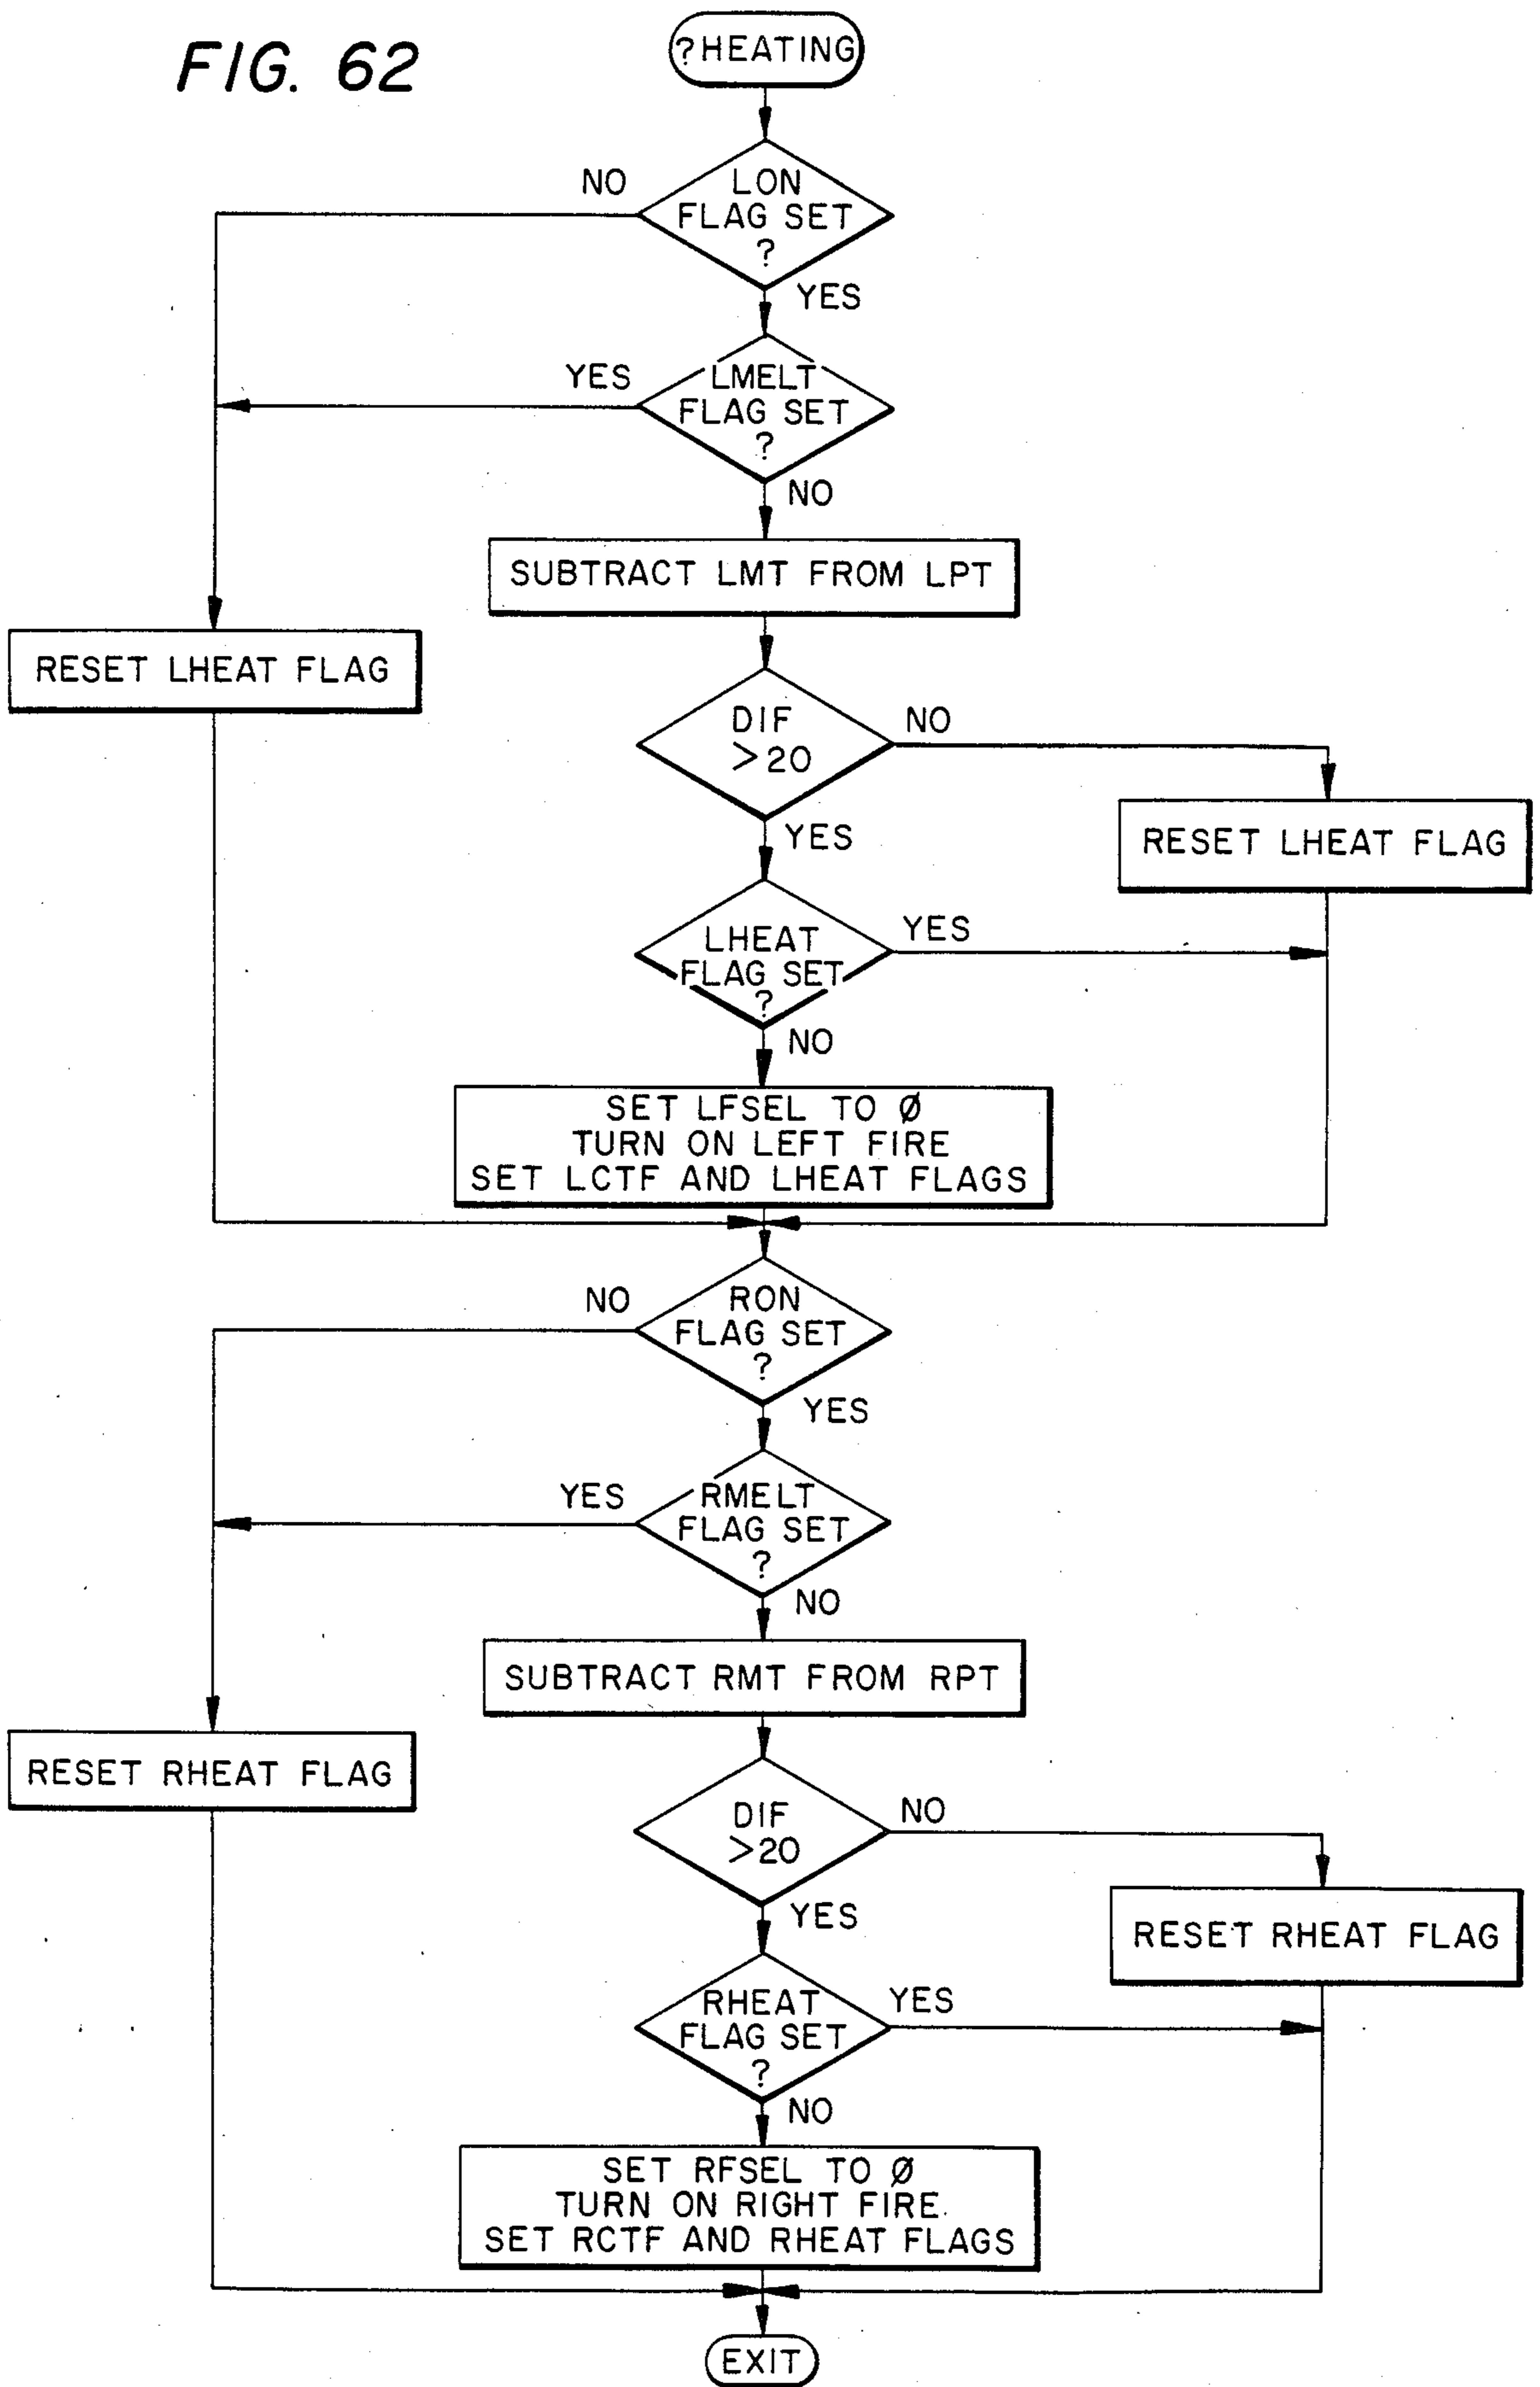 FIG. 62
?HEATING
LON
FLAG SET
?
NO
YES
LMELT
FLAG SET
?
YES
NO
SUBTRACT LMT FROM LPT
RESET LHEAT FLAG
DIF
>20
NO
YES
RESET LHEAT FLAG
LHEAT
FLAG SET
?
YES
NO
SET LFSEL TO Ø
TURN ON LEFT FIRE
SET LCTF AND LHEAT FLAGS
RON
FLAG SET
?
NO
YES
RMELT
FLAG SET
?
YES
NO
SUBTRACT RMT FROM RPT
RESET RHEAT FLAG
DIF
>20
NO
YES
RESET RHEAT FLAG
RHEAT
FLAG SET
?
YES
NO
SET RFSEL TO Ø
TURN ON RIGHT FIRE
SET RCTF AND RHEAT FLAGS
EXIT